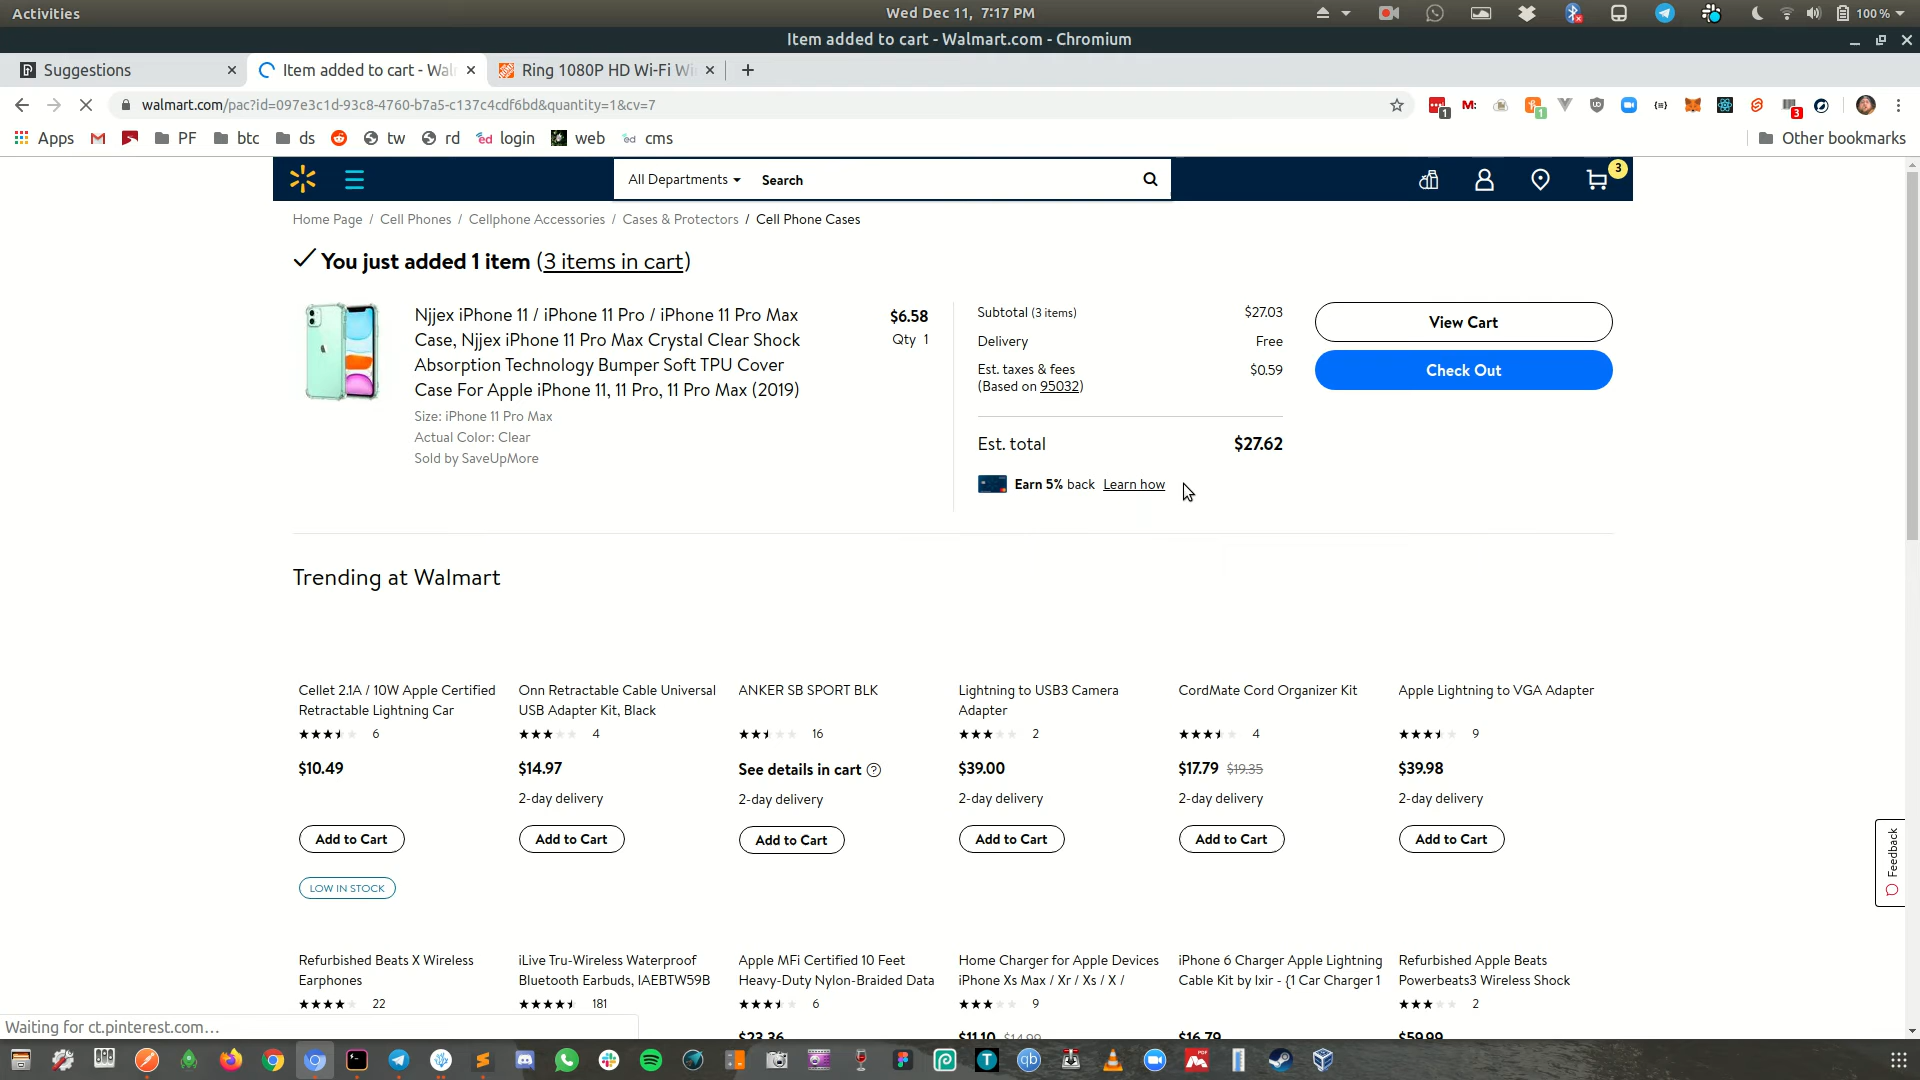 Activities
Wed Dec 11, 7:17 PM
100 %
Item added to cart - Walmart.com - Chromium
Suggestions
Item added to cart - Wal
Ring 1080P HD Wi-Fi Wi
walmart.com/pac?id=097e3c1d-93c8-4760-b7a5-c137c4cdf6bd&quantity=1&cv=7
1
M:
1
3
Apps
PF
btc
ds
tw
rd
ed login
web
ed cms
Other bookmarks
All Departments
Search
3
Home Page / Cell Phones / Cellphone Accessories / Cases & Protectors / Cell Phone Cases
You just added 1 item (3 items in cart)
Njjex iPhone 11 / iPhone 11 Pro / iPhone 11 Pro Max
Case, Njjex iPhone 11 Pro Max Crystal Clear Shock
Absorption Technology Bumper Soft TPU Cover
Case For Apple iPhone 11, 11 Pro, 11 Pro Max (2019)
Size: iPhone 11 Pro Max
Actual Color: Clear
Sold by SaveUpMore
$6.58
Qty 1
Subtotal (3 items) $27.03
Delivery Free
Est. taxes & fees $0.59
(Based on 95032)
Est. total $27.62
Earn 5% back Learn how
View Cart
Check Out
Trending at Walmart
Cellet 2.1A / 10W Apple Certified
Retractable Lightning Car
6
$10.49
Add to Cart
LOW IN STOCK
Onn Retractable Cable Universal
USB Adapter Kit, Black
4
$14.97
2-day delivery
Add to Cart
ANKER SB SPORT BLK
16
See details in cart ?
2-day delivery
Add to Cart
Lightning to USB3 Camera
Adapter
2
$39.00
2-day delivery
Add to Cart
CordMate Cord Organizer Kit
4
$17.79 $19.35
2-day delivery
Add to Cart
Apple Lightning to VGA Adapter
9
$39.98
2-day delivery
Add to Cart
Refurbished Beats X Wireless
Earphones
22
iLive Tru-Wireless Waterproof
Bluetooth Earbuds, IAEBTW59B
181
Apple MFi Certified 10 Feet
Heavy-Duty Nylon-Braided Data
6
$23.36
Home Charger for Apple Devices
iPhone Xs Max / Xr / Xs / X /
9
$11.10 $14.99
iPhone 6 Charger Apple Lightning
Cable Kit by Ixir - {1 Car Charger 1
$16.79
Refurbished Apple Beats
Powerbeats3 Wireless Shock
2
$59.99
Feedback
Waiting for ct.pinterest.com...